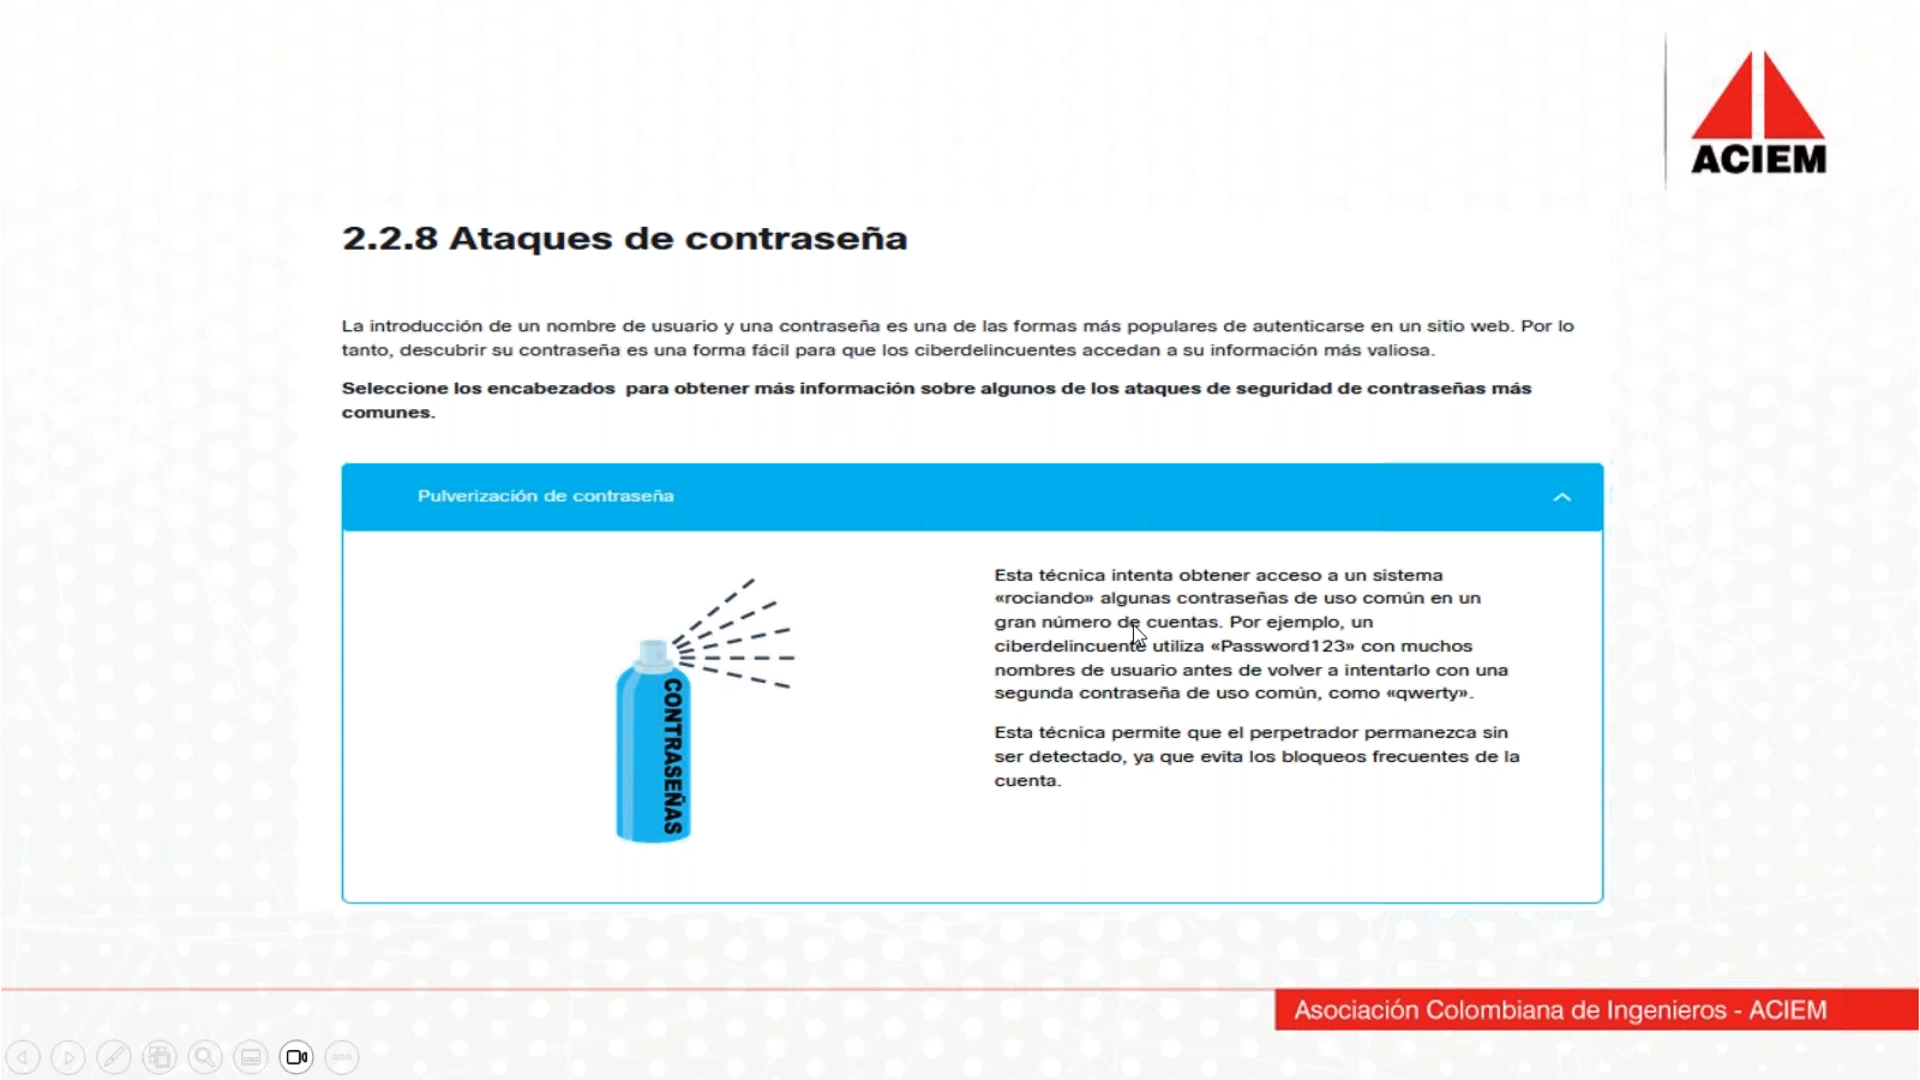 ACIEM
2.2.8 Ataques de contraseña
La introducción de un nombre de usuario y una contraseña es una de las formas más populares de autenticarse en un sitio web. Por lo
tanto, descubrir su contraseña es una forma fácil para que los ciberdelincuentes accedan a su información más valiosa.
Seleccione los encabezados  para obtener más información sobre algunos de los ataques de seguridad de contraseñas más
comunes.
Pulverización de contraseña
CONTRASEÑAS
Esta técnica intenta obtener acceso a un sistema
«rociando» algunas contraseñas de uso común en un
gran número de cuentas. Por ejemplo, un
ciberdelincuente utiliza «Password123» con muchos
nombres de usuario antes de volver a intentarlo con una
segunda contraseña de uso común, como «qwerty».
Esta técnica permite que el perpetrador permanezca sin
ser detectado, ya que evita los bloqueos frecuentes de la
cuenta.
Asociación Colombiana de Ingenieros - ACIEM